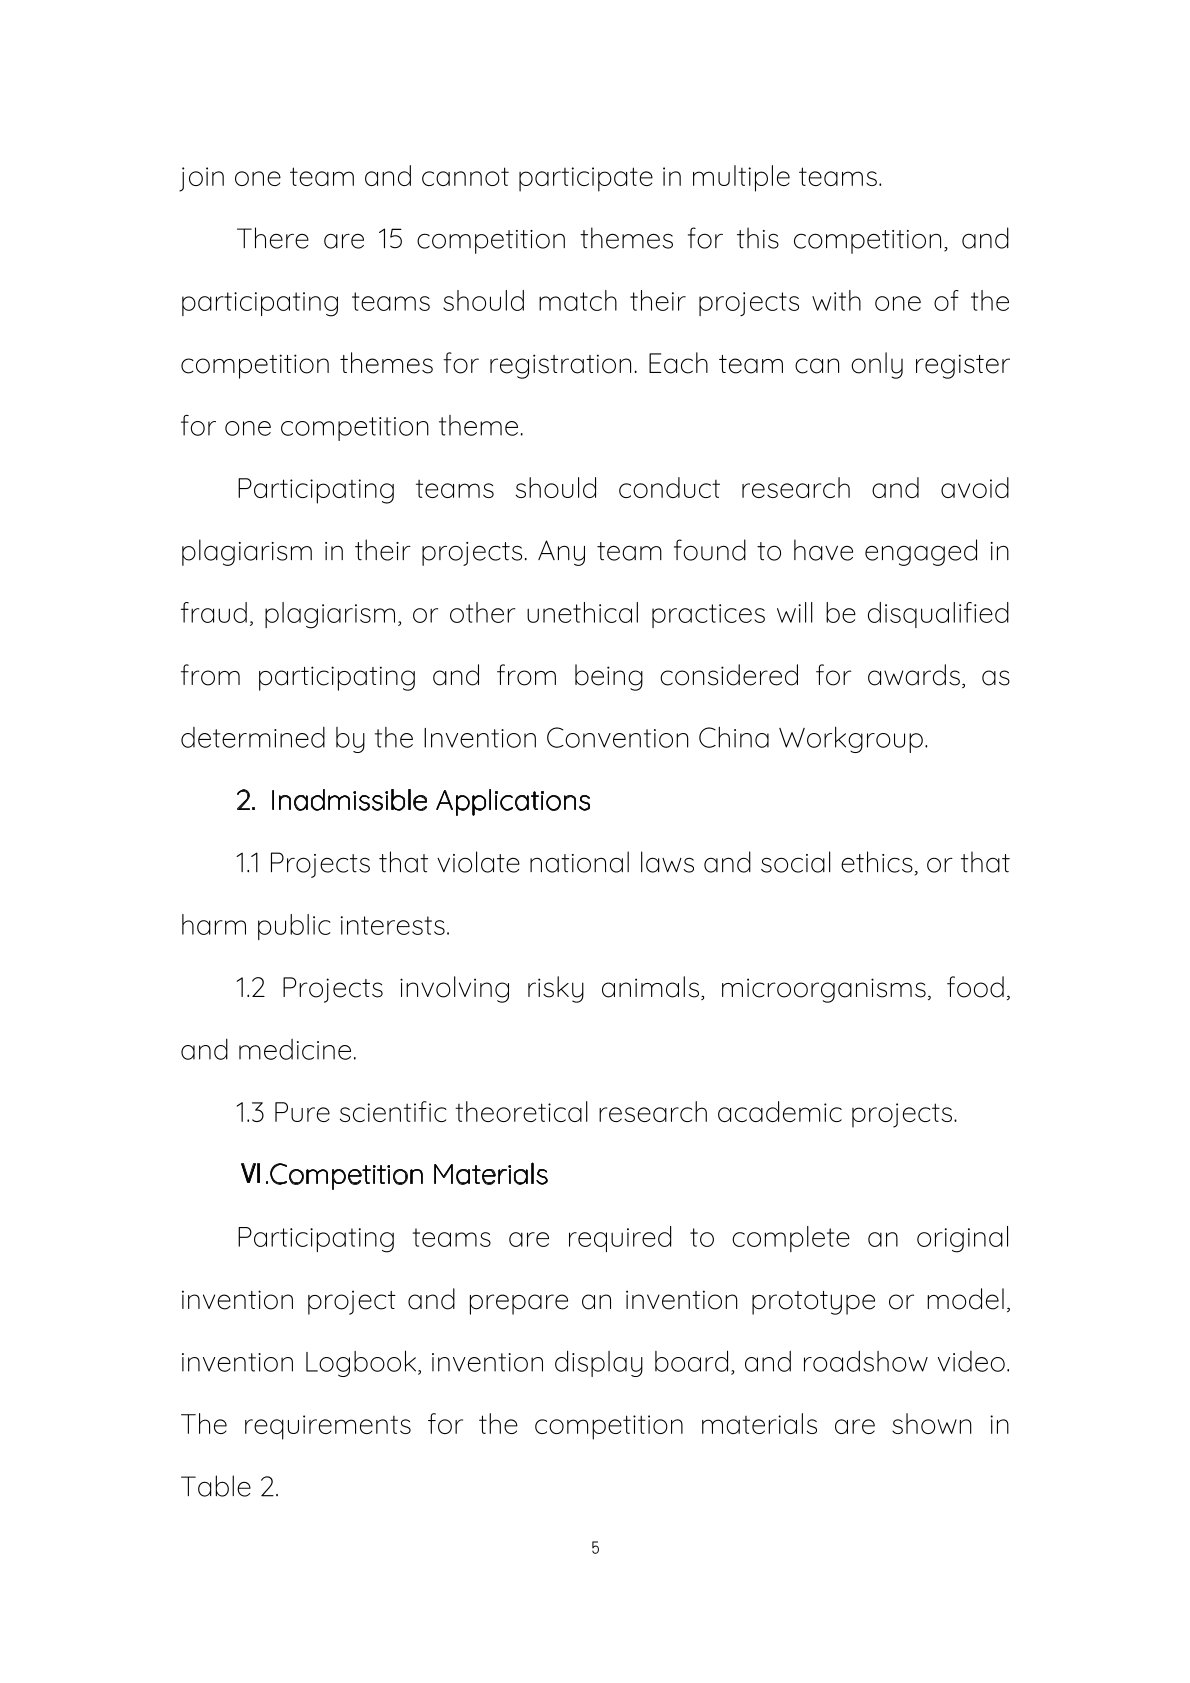 join one team and cannot participate in multiple teams.
There are 15 competition themes for this competition, and
participating teams should match their projects with one of the
competition themes for registration. Each team can only register
for one competition theme.
Participating teams should conduct research and avoid
plagiarism in their projects. Any team found to have engaged in
fraud, plagiarism, or other unethical practices will be disqualified
from participating and from being considered for awards, as
determined by the Invention Convention China Workgroup.
2. Inadmissible Applications
1.1 Projects that violate national laws and social ethics, or that
harm public interests.
1.2 Projects involving risky animals, microorganisms, food,
and medicine.
1.3 Pure scientific theoretical research academic projects.
Ⅵ.Competition Materials
Participating teams are required to complete an original
invention project and prepare an invention prototype or model,
invention Logbook, invention display board, and roadshow video.
The requirements for the competition materials are shown in
Table 2.
5